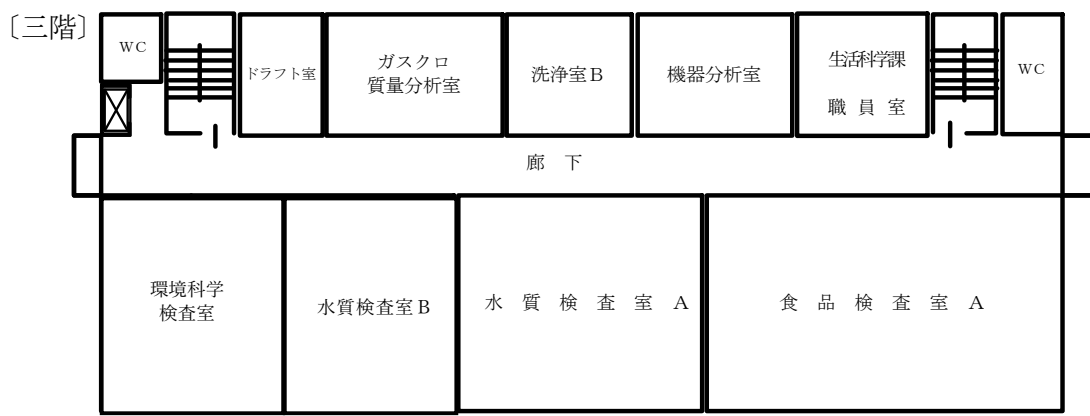 〔三階〕
WC
ドラフト室
ガスクロ
質量分析室
洗浄室B
機器分析室
生活科学課
職員室
WC
廊下
環境科学
検査室
水質検査室B
水質検査室A
食品検査室A